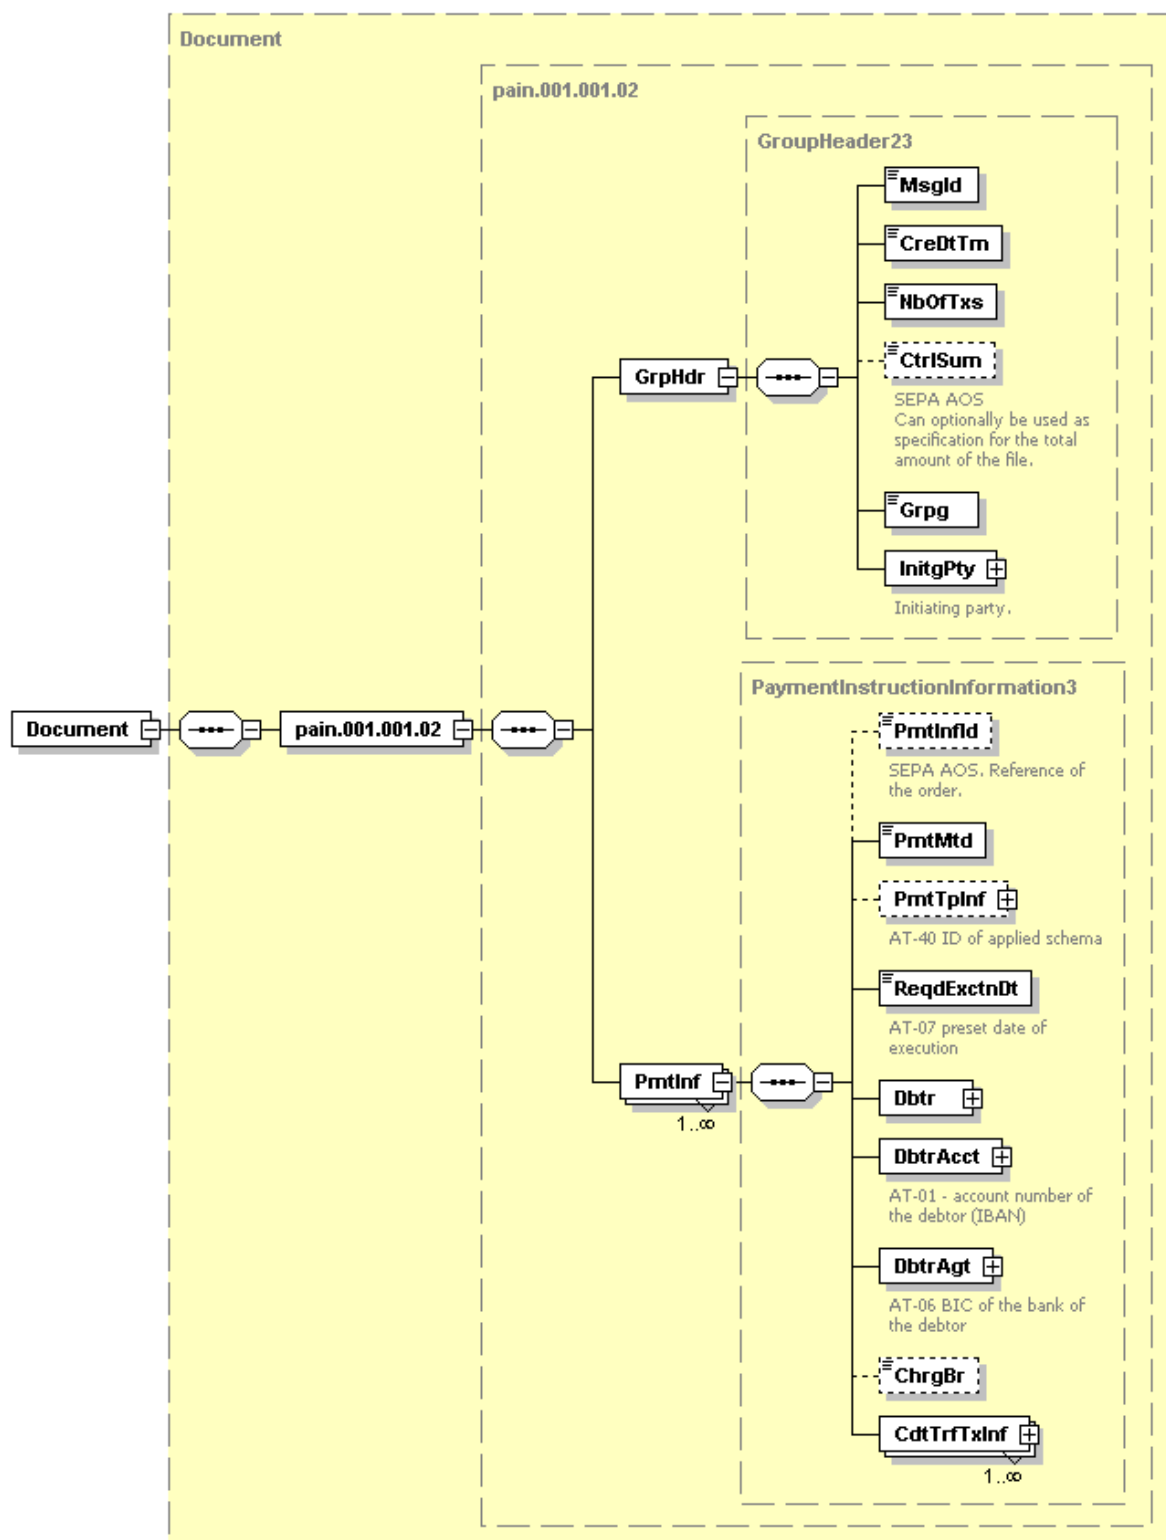 Document
pain.001.001.02
GroupHeader23
MsgId
CreDtTm
NbOfTxs
CtrlSum
SEPA AOS
Can optionally be used as
specification for the total
amount of the file.
GrpHdr
Grpg
InitgPty
Initiating party.
PaymentInstructionInformation3
Document
pain.001.001.02
PmtInfId
SEPA AOS. Reference of
the order.
PmtMtd
PmtTpInf
AT-40 ID of applied schema
ReqdExctnDt
AT-07 preset date of
execution
PmtInf
1..∞
Dbtr
DbtrAcct
AT-01 - account number of
the debtor (IBAN)
DbtrAgt
AT-06 BIC of the bank of
the debtor
ChrgBr
CdtTrfTxInf
1..∞